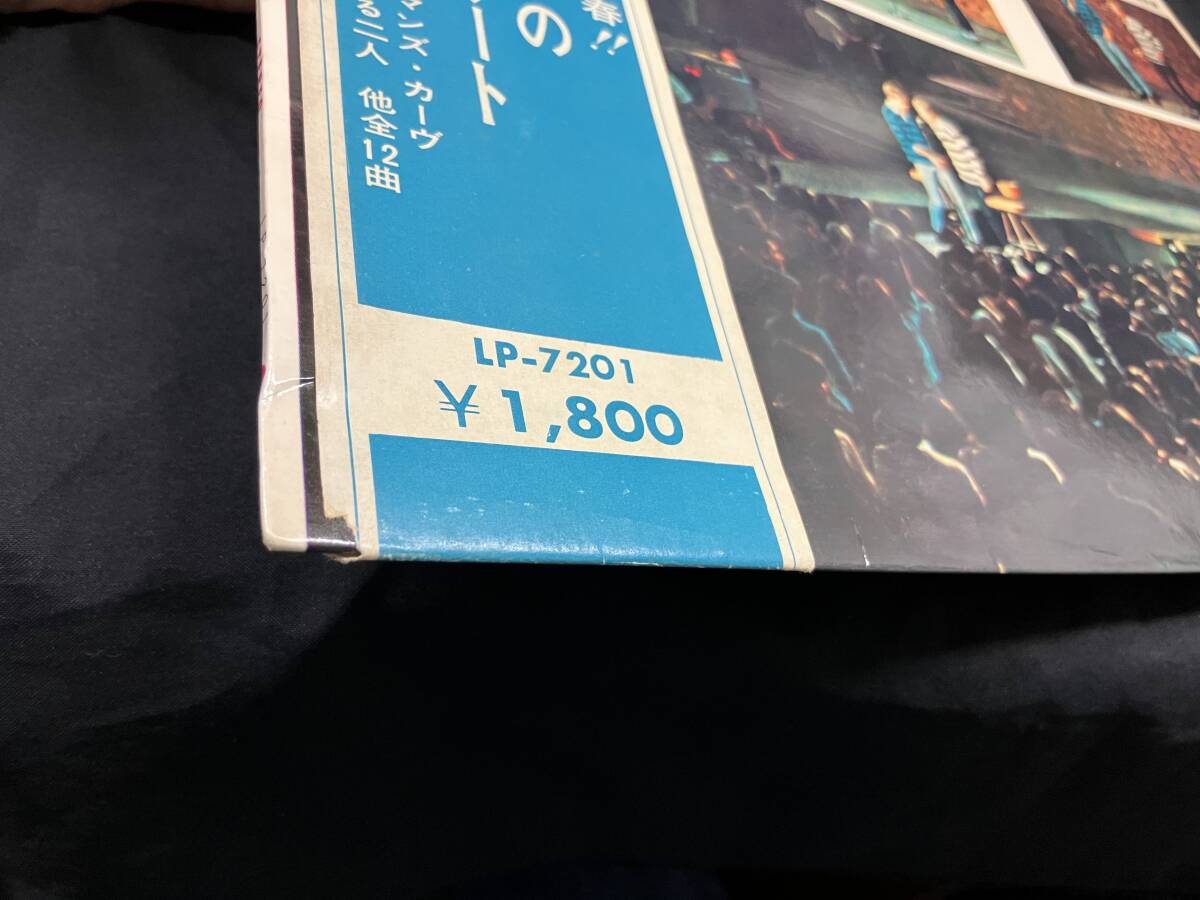 春!!
の
ート
マンズ・カーヴ
る二人 他全12曲
LP-7201
¥1,800